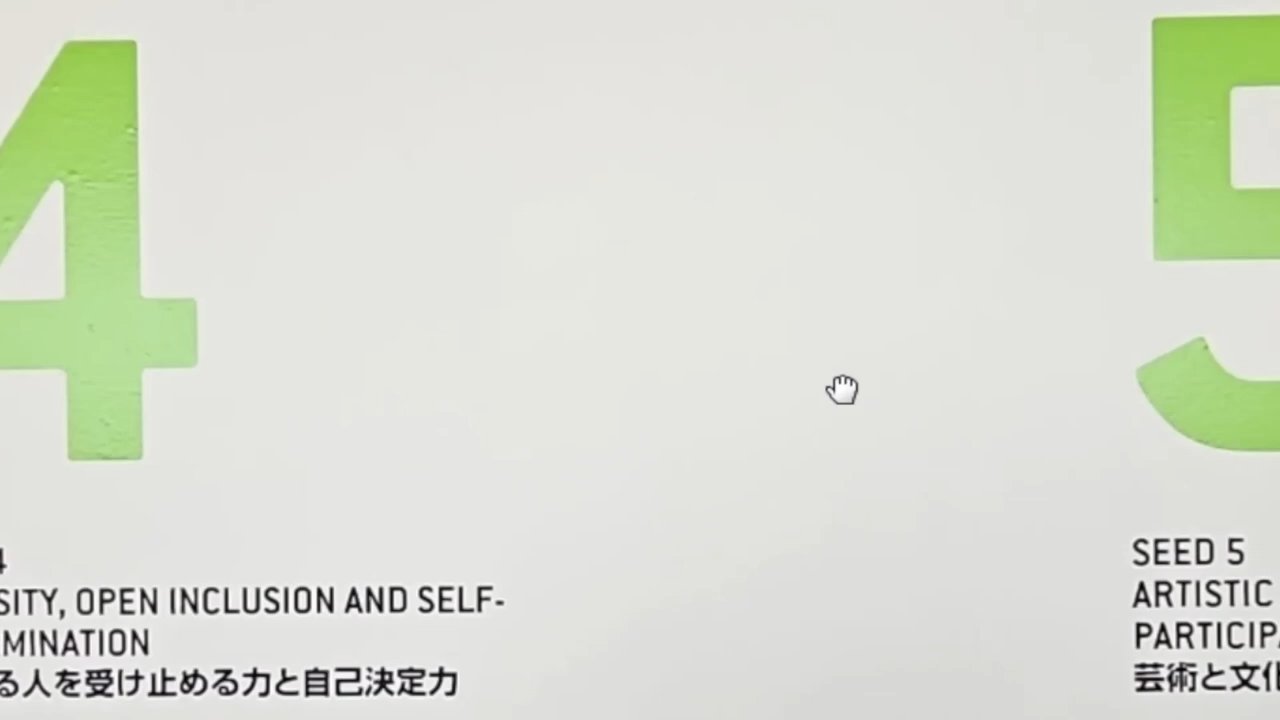 4
5
4
SITY, OPEN INCLUSION AND SELF-
MINATION
る人を受け止める力と自己決定力
SEED 5
ARTISTIC
PARTICIPA
芸術と文化